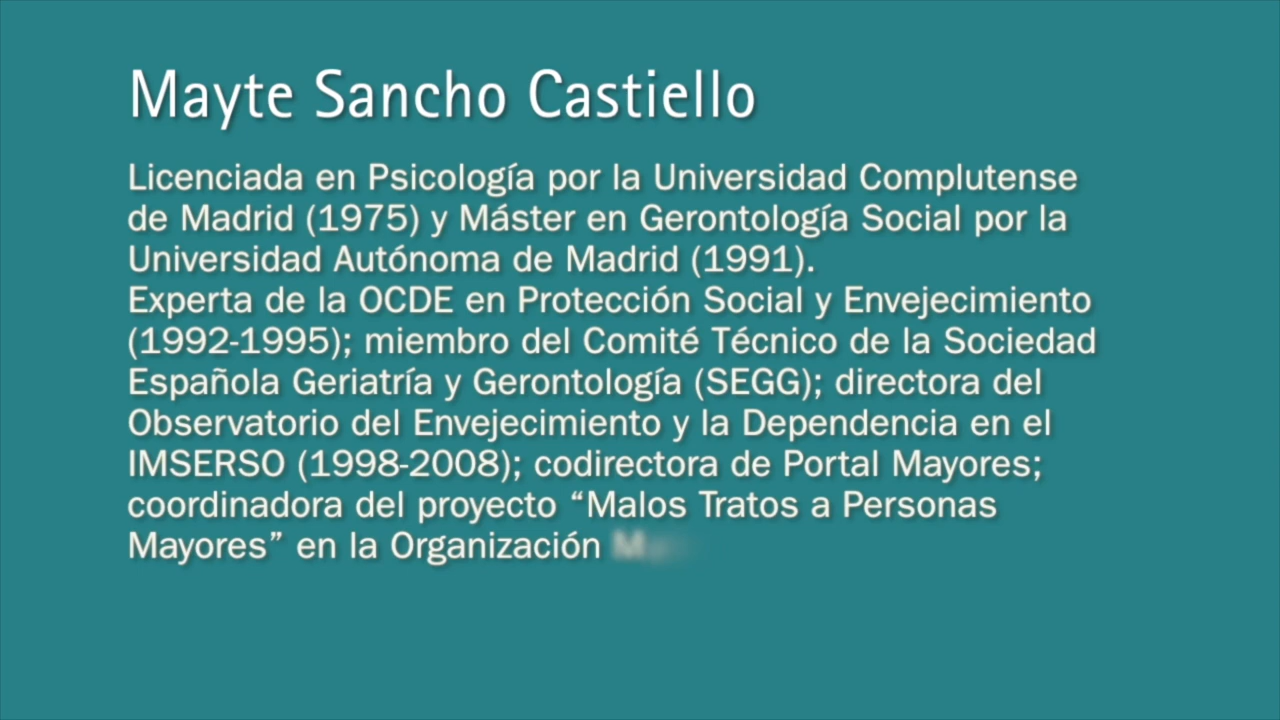 Mayte Sancho Castiello
Licenciada en Psicología por la Universidad Complutense
de Madrid (1975) y Máster en Gerontología Social por la
Universidad Autónoma de Madrid (1991).
Experta de la OCDE en Protección Social y Envejecimiento
(1992-1995); miembro del Comité Técnico de la Sociedad
Española Geriatría y Gerontología (SEGG); directora del
Observatorio del Envejecimiento y la Dependencia en el
IMSERSO (1998-2008); codirectora de Portal Mayores;
coordinadora del proyecto “Malos Tratos a Personas
Mayores” en la Organización